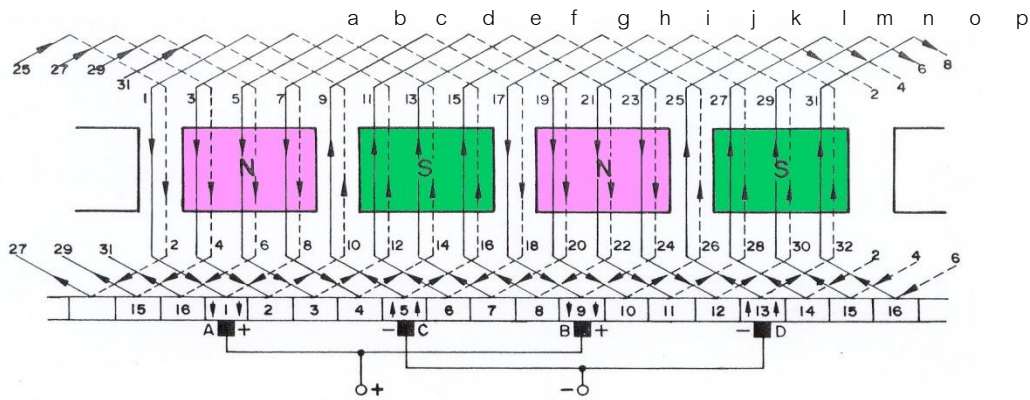 a b c d e f g h i j k l m n o p
25 27 29 31 2 4 6 8
1 3 5 7 9 11 13 15 17 19 21 23 25 27 29 31
N S N S
27 29 31 2 4 6 8 10 12 14 16 18 20 22 24 26 28 30 32 2 4 6
15 16 1 2 3 4 5 6 7 8 9 10 11 12 13 14 15 16
A + − C B + − D
+ −